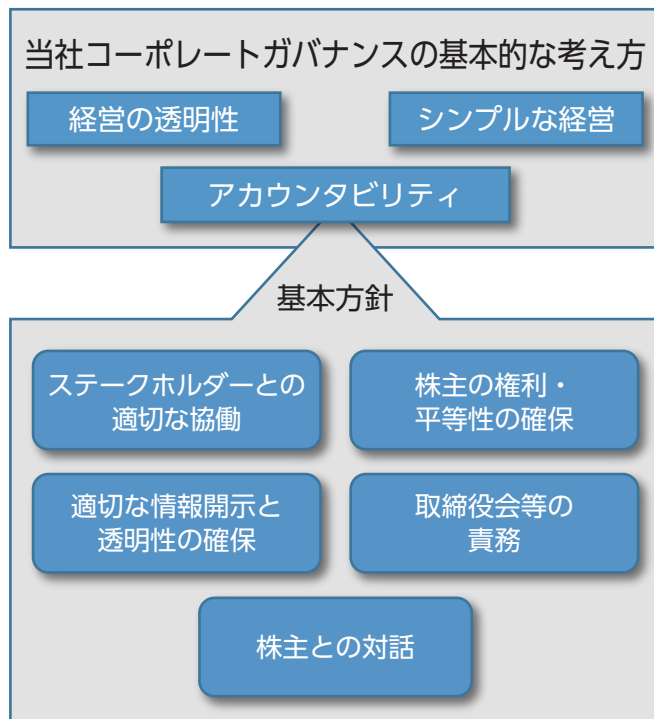 当社コーポレートガバナンスの基本的な考え方
経営の透明性
シンプルな経営
アカウンタビリティ
基本方針
ステークホルダーとの
適切な協働
株主の権利・
平等性の確保
適切な情報開示と
透明性の確保
取締役会等の
責務
株主との対話